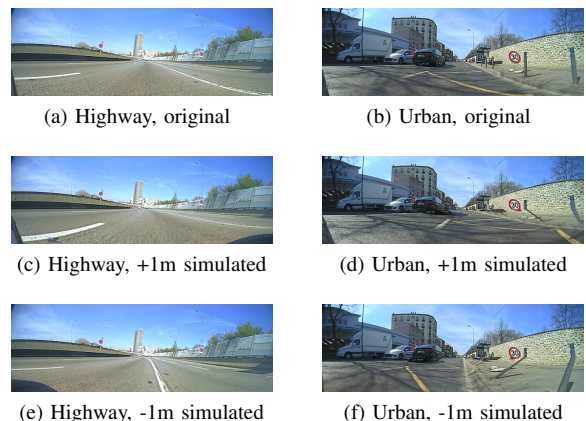 (a) Highway, original
(b) Urban, original
(c) Highway, +1m simulated
(d) Urban, +1m simulated
(e) Highway, -1m simulated
(f) Urban, -1m simulated